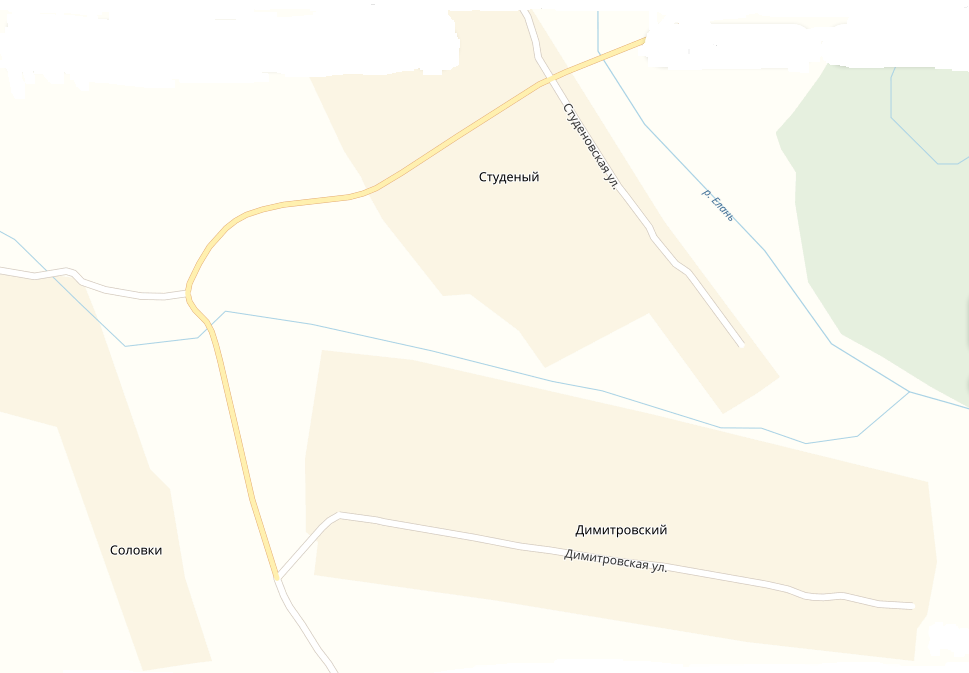 Студеновская ул.
Студеный
р. Елань
Димитровский
Соловки
Димитровская ул.